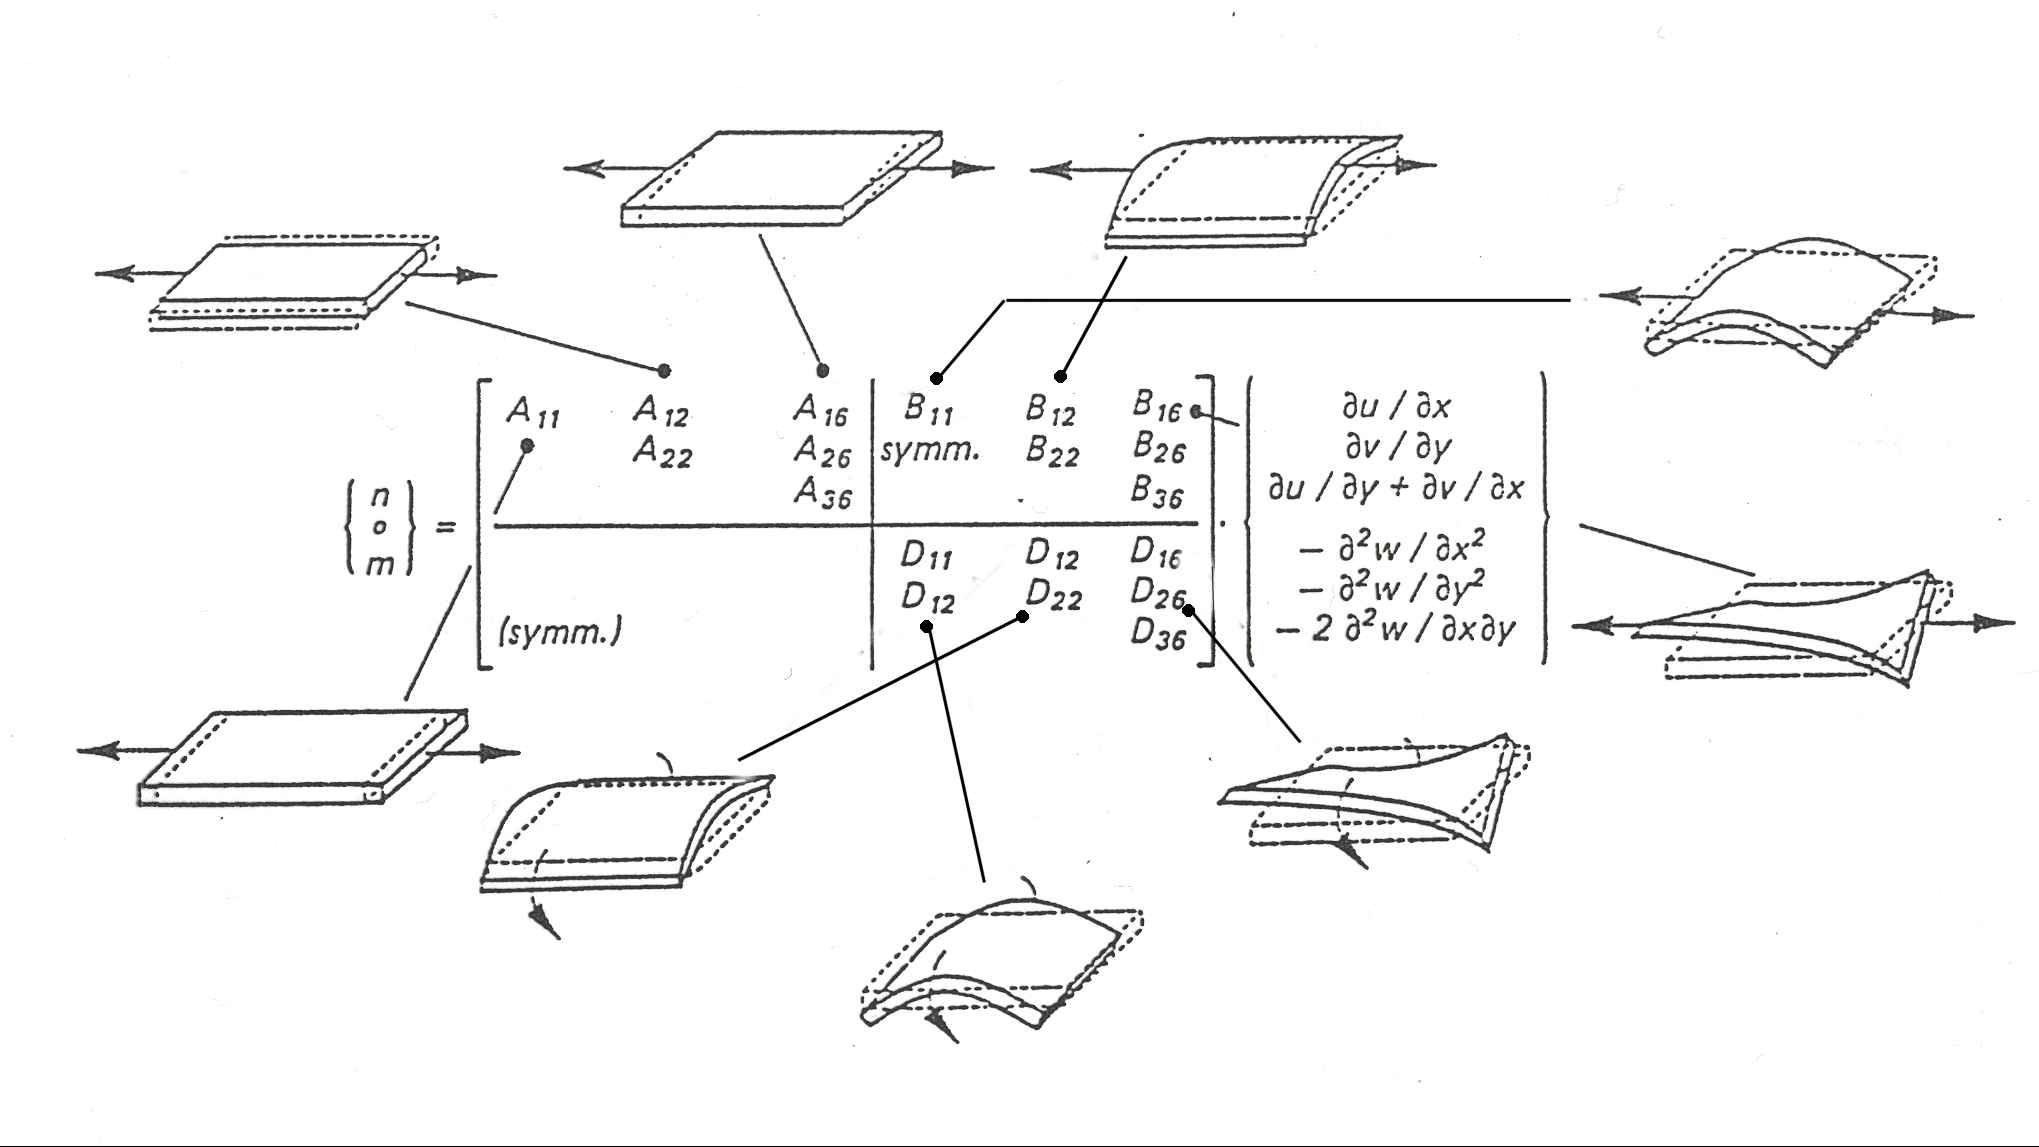 A11 A12 A16 B11 B12 B16 ∂u / ∂x
A22 A26 symm. B22 B26 ∂v / ∂y
A36 B36 ∂u / ∂y + ∂v / ∂x
n
o = ·
m
D11 D12 D16 − ∂²w / ∂x²
D12 D22 D26 − ∂²w / ∂y²
(symm.) D36 − 2 ∂²w / ∂x∂y